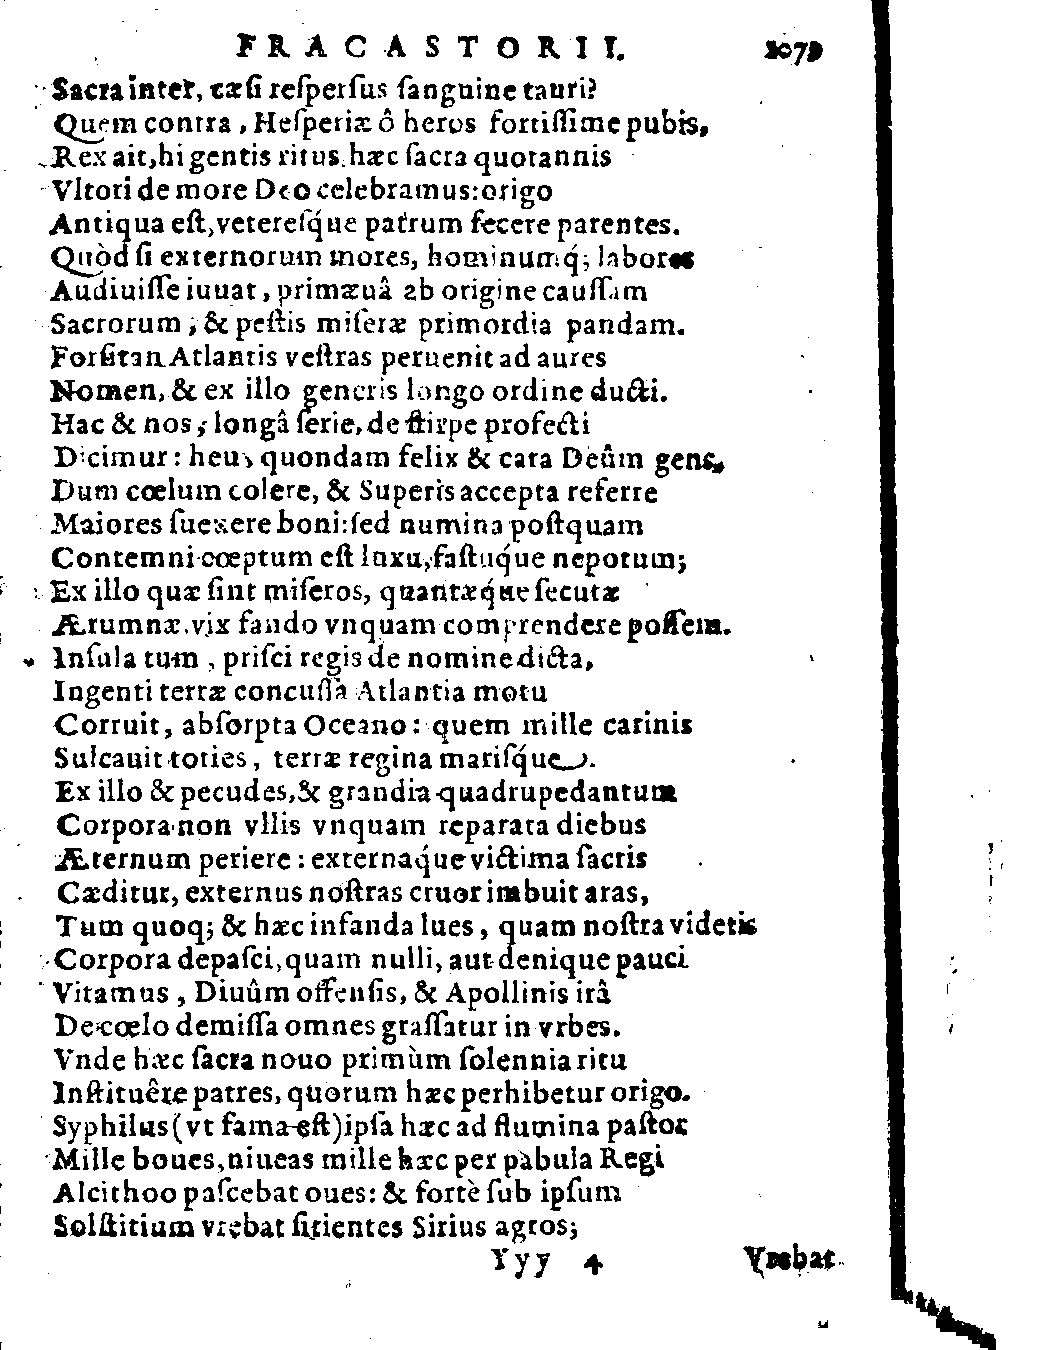 FRACASTORII. 1079
Sacra inter, cæsi reſperſus ſanguine tauri?
Quem contra, Heſperiæ ô heros fortiſſime pubis,
Rex ait, hi gentis ritus, hæc ſacra quotannis
Vltori de more Deo celebramus: origo
Antiqua eſt, votereſq́ue patrum fecere parentes.
Quòd ſi externorum mores, hominumq́; labores
Audiuiſſe iuuat, primæuâ ab origine cauſſam
Sacrorum, & peſtis miſeræ primordia pandam.
Forſitan Atlantis veſtras peruenit ad aures
Nomen, & ex illo generis longo ordine ducti.
Hac & nos, longâ ſerie, de ſtirpe profecti
Dicimur: heu, quondam felix & cara Deûm gens,
Dum cœlum colere, & Superis accepta referre
Maiores ſueuere boni: ſed numina poſtquam
Contemni cœptum eſt luxu, faſtuq́ue nepotum;
Ex illo quæ ſint miſeros, quantæq́ue ſecutæ
Ærumnæ, vix fando vnquam comprendere poſſem.
Inſula tum, priſci regis de nomine dicta,
Ingenti terræ concuſſa Atlantia motu
Corruit, abſorpta Oceano: quem mille carinis
Sulcauit toties, terræ regina mariſq́ue.
Ex illo & pecudes, & grandia quadrupedantum
Corpora non vllis vnquam reparata diebus
Æternum periere: externaq́ue victima ſacris
Cæditur, externus noſtras cruor imbuit aras,
Tum quoq; & hæc infanda lues, quam noſtra videtis
Corpora depaſci, quam nulli, aut denique pauci
Vitamus, Diuûm offenſis, & Apollinis irâ
De cœlo demiſſa omnes graſſatur in vrbes.
Vnde hæc ſacra nouo primùm ſolennia ritu
Inſtituêre patres, quorum hæc perhibetur origo.
Syphilus (vt fama eſt) ipſa hæc ad flumina paſtor
Mille boues, niueas mille hæc per pabula Regi
Alcithoo paſcebat oues: & fortè ſub ipſum
Solſtitium vrebat ſitientes Sirius agros;
Yyy 4 Vrebat